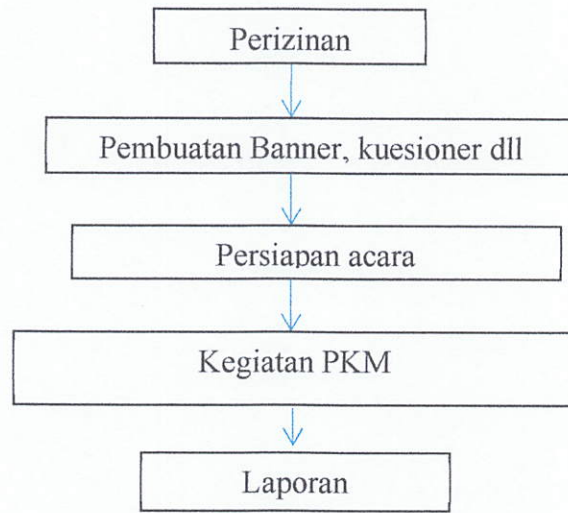 Perizinan
Pembuatan Banner, kuesioner dll
Persiapan acara
Kegiatan PKM
Laporan